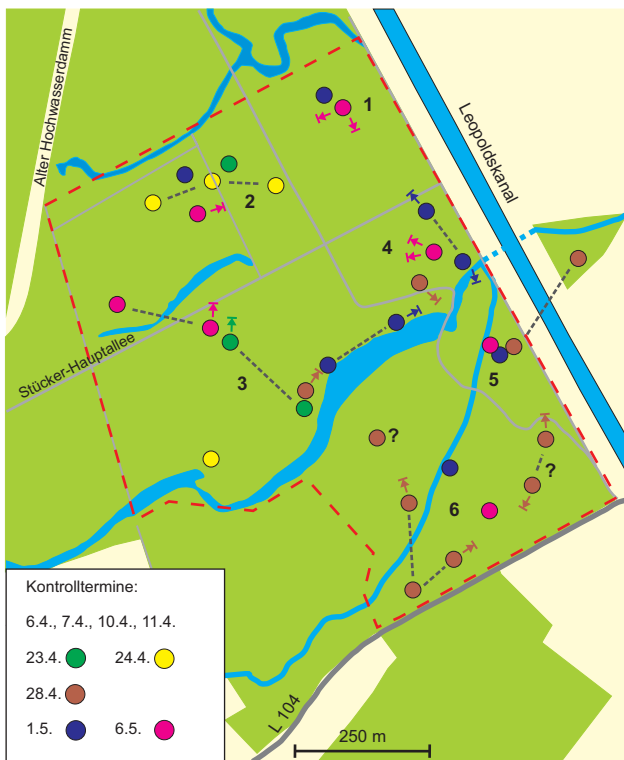 Alter Hochwasserdamm
Leopoldskanal
1
2
4
Stücker-Hauptallee
3
5
?
?
6
Kontrolltermine:
6.4., 7.4., 10.4., 11.4.
23.4. 24.4.
28.4.
1.5. 6.5.
L 104
250 m